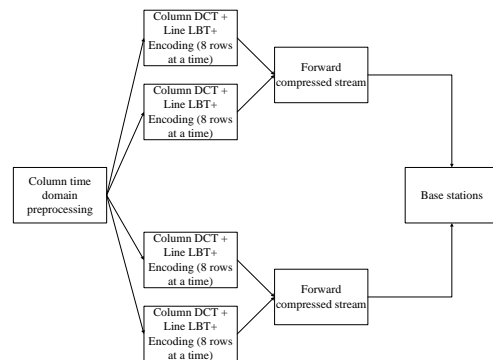 Column DCT +
Line LBT+
Encoding (8 rows
at a time)
Forward
compressed stream
Column DCT +
Line LBT+
Encoding (8 rows
at a time)
Column time
domain
preprocessing
Base stations
Column DCT +
Line LBT+
Encoding (8 rows
at a time)
Forward
compressed stream
Column DCT +
Line LBT+
Encoding (8 rows
at a time)